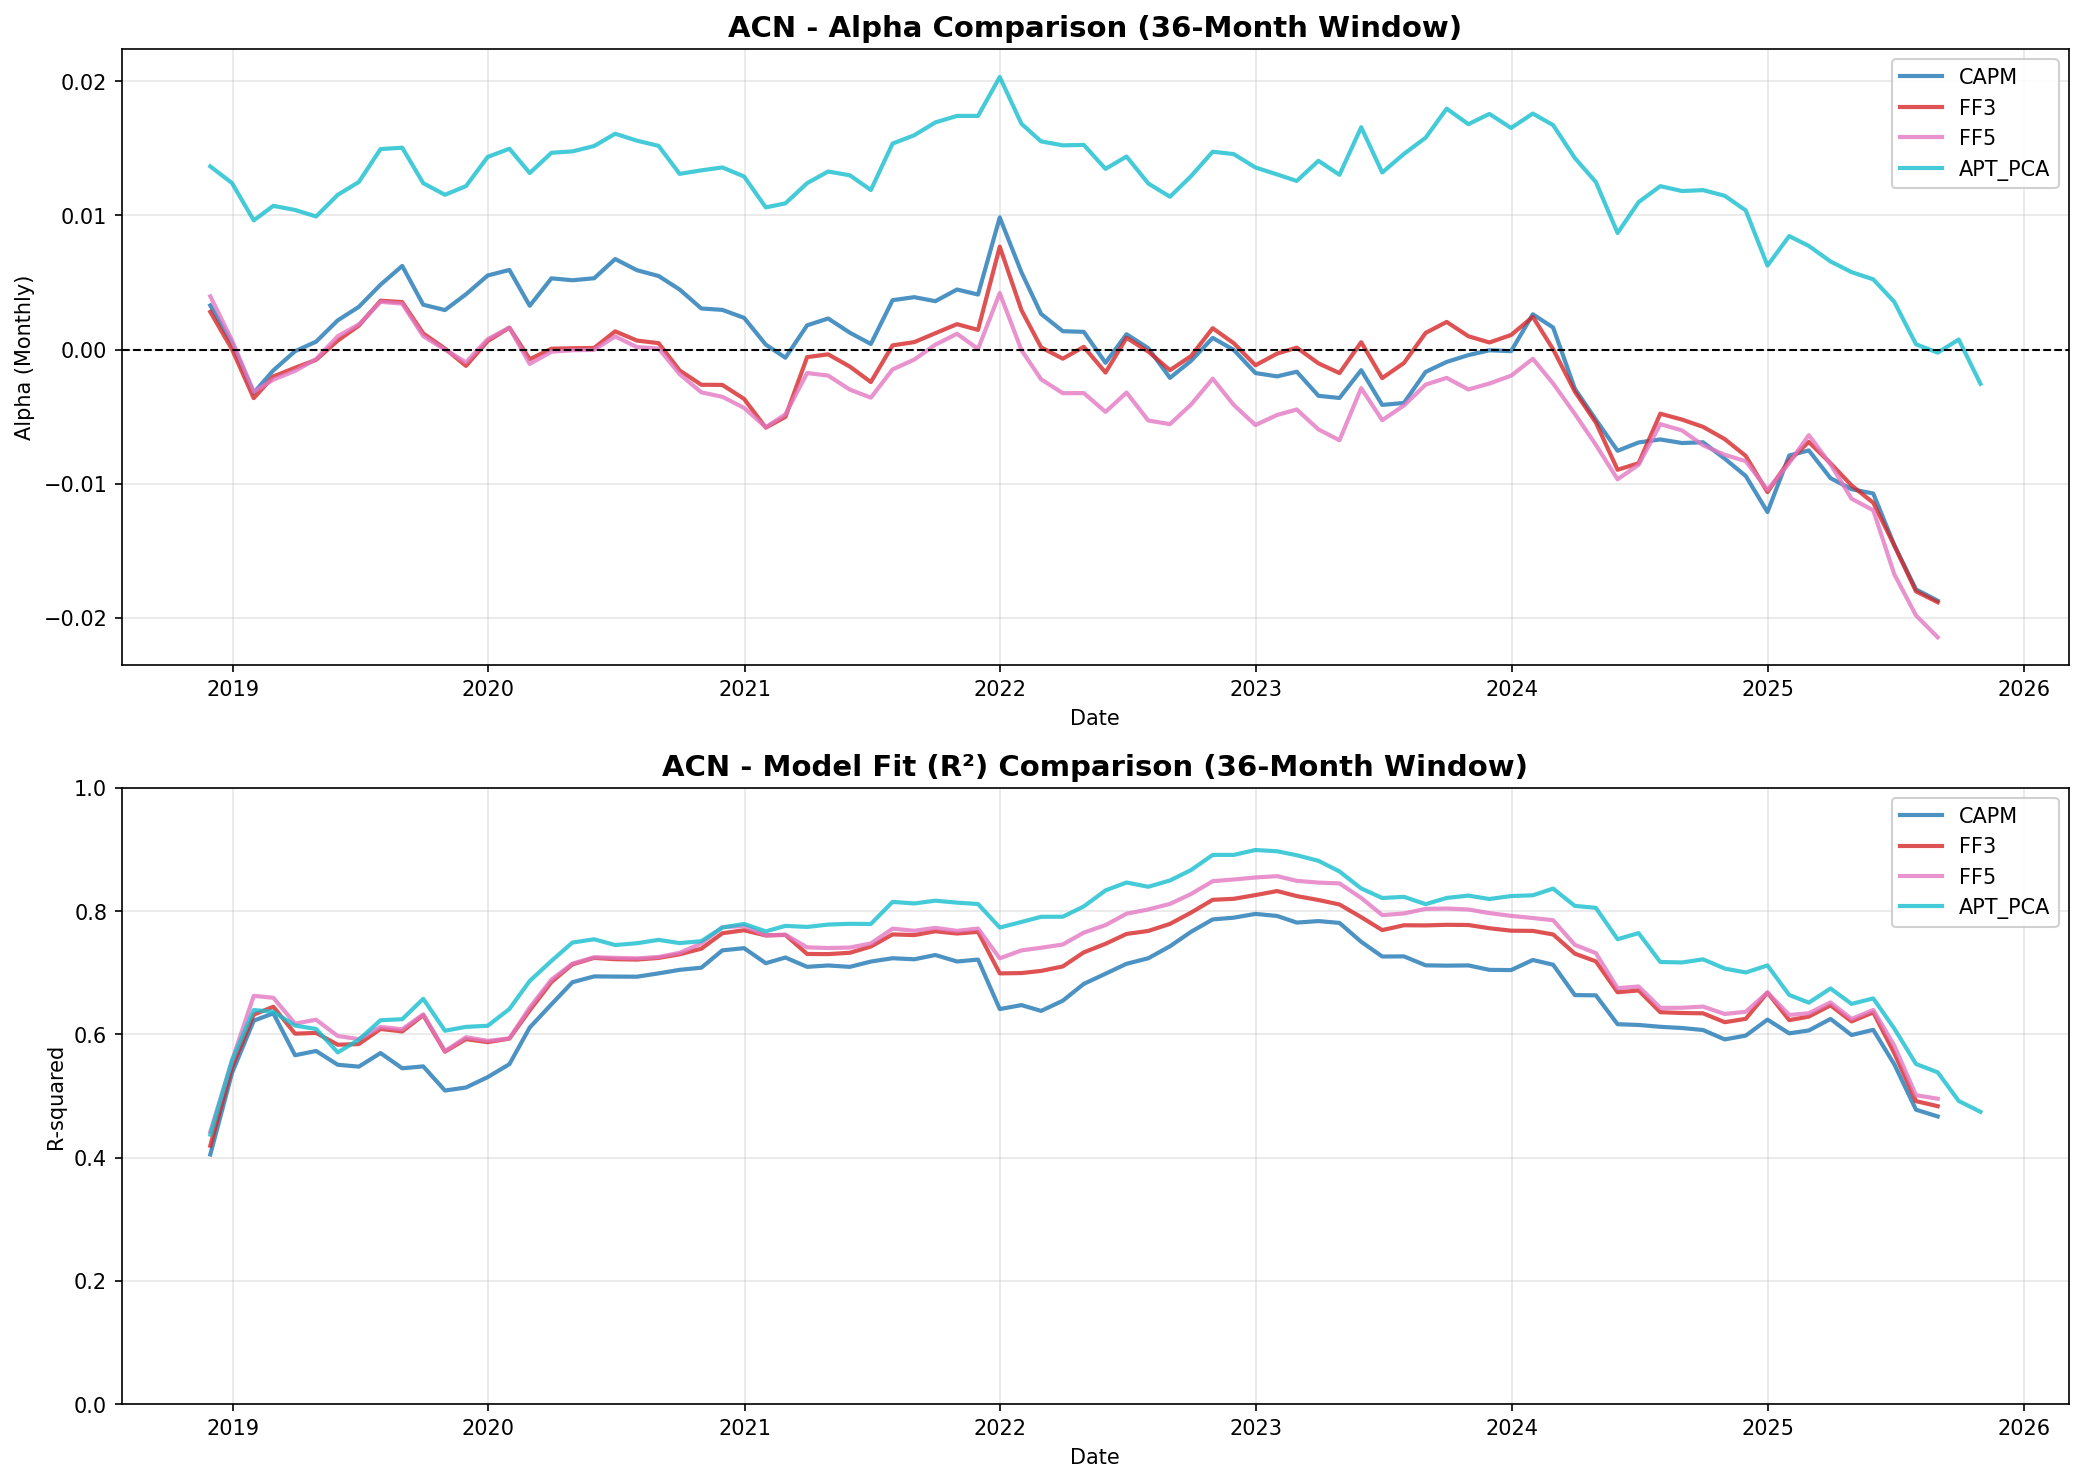 ACN - Alpha Comparison (36-Month Window)
Alpha (Monthly)
0.02
0.01
0.00
−0.01
−0.02
CAPM
FF3
FF5
APT_PCA
2019 2020 2021 2022 2023 2024 2025 2026
Date
ACN - Model Fit (R²) Comparison (36-Month Window)
R-squared
1.0
0.8
0.6
0.4
0.2
0.0
CAPM
FF3
FF5
APT_PCA
2019 2020 2021 2022 2023 2024 2025 2026
Date